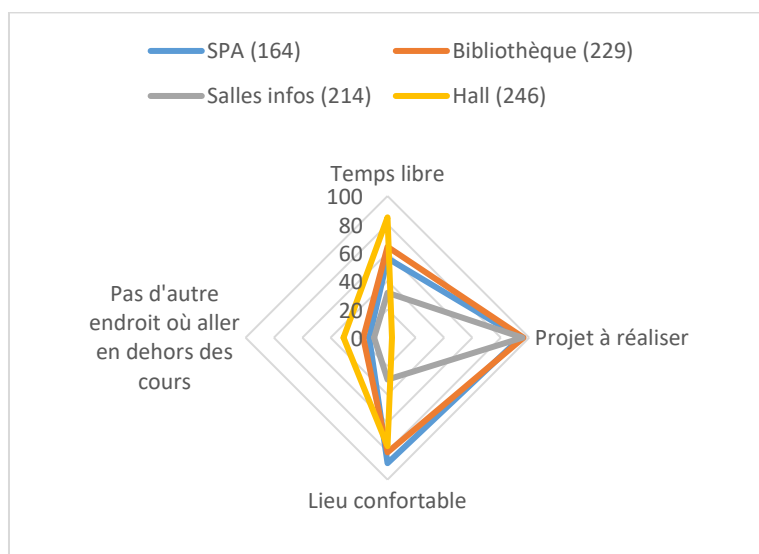 SPA (164) Bibliothèque (229)
Salles infos (214) Hall (246)
Temps libre
100
80
60
40
20
0
Pas d'autre
endroit où aller
en dehors des
cours
Projet à réaliser
Lieu confortable